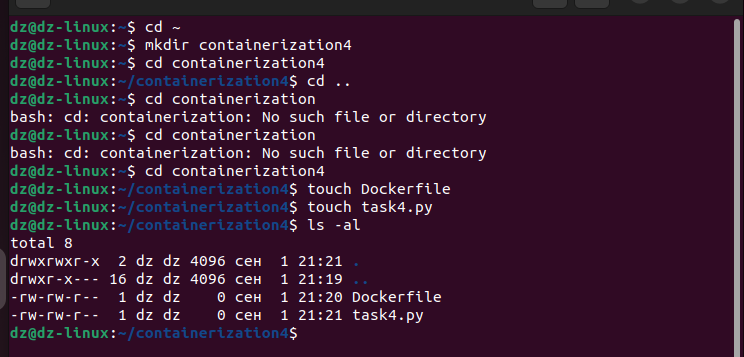 dz@dz-linux:~$ cd ~
dz@dz-linux:~$ mkdir containerization4
dz@dz-linux:~$ cd containerization4
dz@dz-linux:~/containerization4$ cd ..
dz@dz-linux:~$ cd containerization
bash: cd: containerization: No such file or directory
dz@dz-linux:~$ cd containerization
bash: cd: containerization: No such file or directory
dz@dz-linux:~$ cd containerization4
dz@dz-linux:~/containerization4$ touch Dockerfile
dz@dz-linux:~/containerization4$ touch task4.py
dz@dz-linux:~/containerization4$ ls -al
total 8
drwxrwxr-x  2 dz dz 4096 сен  1 21:21 .
drwxr-x--- 16 dz dz 4096 сен  1 21:19 ..
-rw-rw-r--  1 dz dz    0 сен  1 21:20 Dockerfile
-rw-rw-r--  1 dz dz    0 сен  1 21:21 task4.py
dz@dz-linux:~/containerization4$